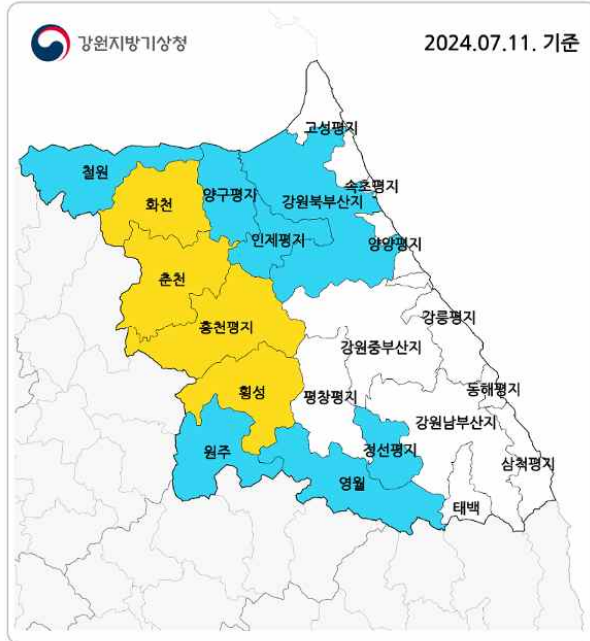 강원지방기상청
2024.07.11. 기준
고성평지
철원
속초평지
양구평지
강원북부산지
화천
인제평지
양양평지
춘천
강릉평지
홍천평지
강원중부산지
동해평지
횡성
평창평지
강원남부산지
원주
정선평지
삼척평지
영월
태백